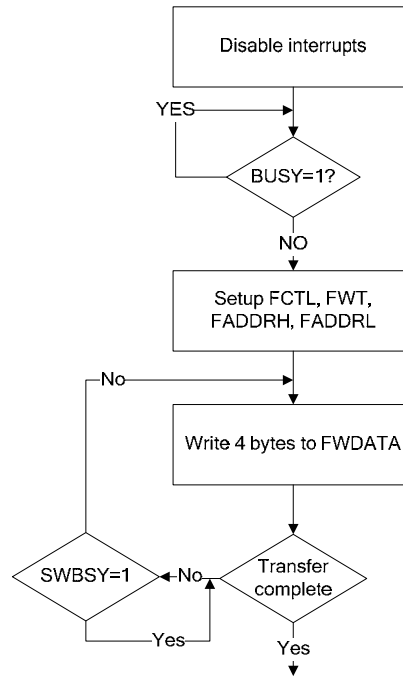 Disable interrupts
YES
BUSY=1?
NO
Setup FCTL, FWT,
FADDRH, FADDRL
No
Write 4 bytes to FWDATA
SWBSY=1
No
Transfer
complete
Yes
Yes